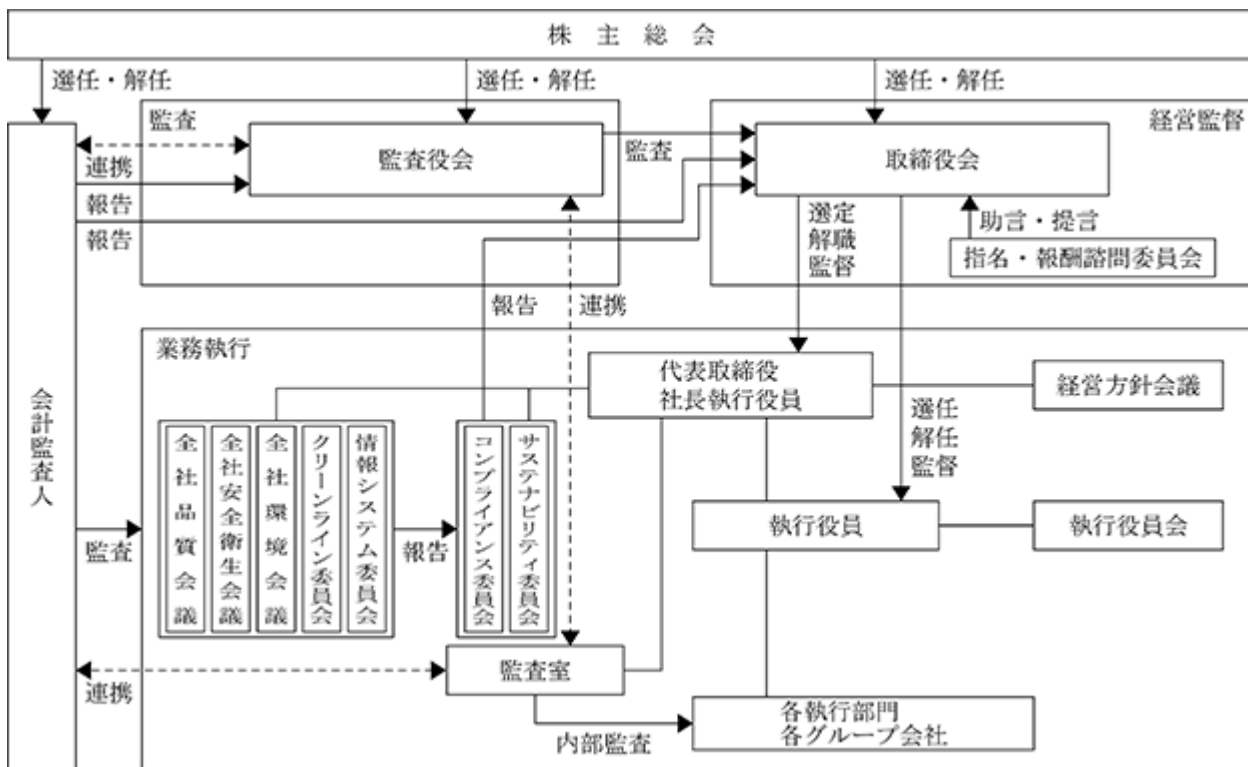 株主総会
選任・解任
選任・解任
選任・解任
監査
経営監督
監査役会
監査
取締役会
連携
報告
報告
選定
解職
監督
助言・提言
指名・報酬諮問委員会
報告
連携
業務執行
代表取締役
社長執行役員
経営方針会議
会計監査人
全社品質会議
全社安全衛生会議
全社環境会議
クリーンライン委員会
情報システム委員会
コンプライアンス委員会
サステナビリティ委員会
選任
解任
監督
執行役員
執行役員会
監査
報告
監査室
連携
内部監査
各執行部門
各グループ会社